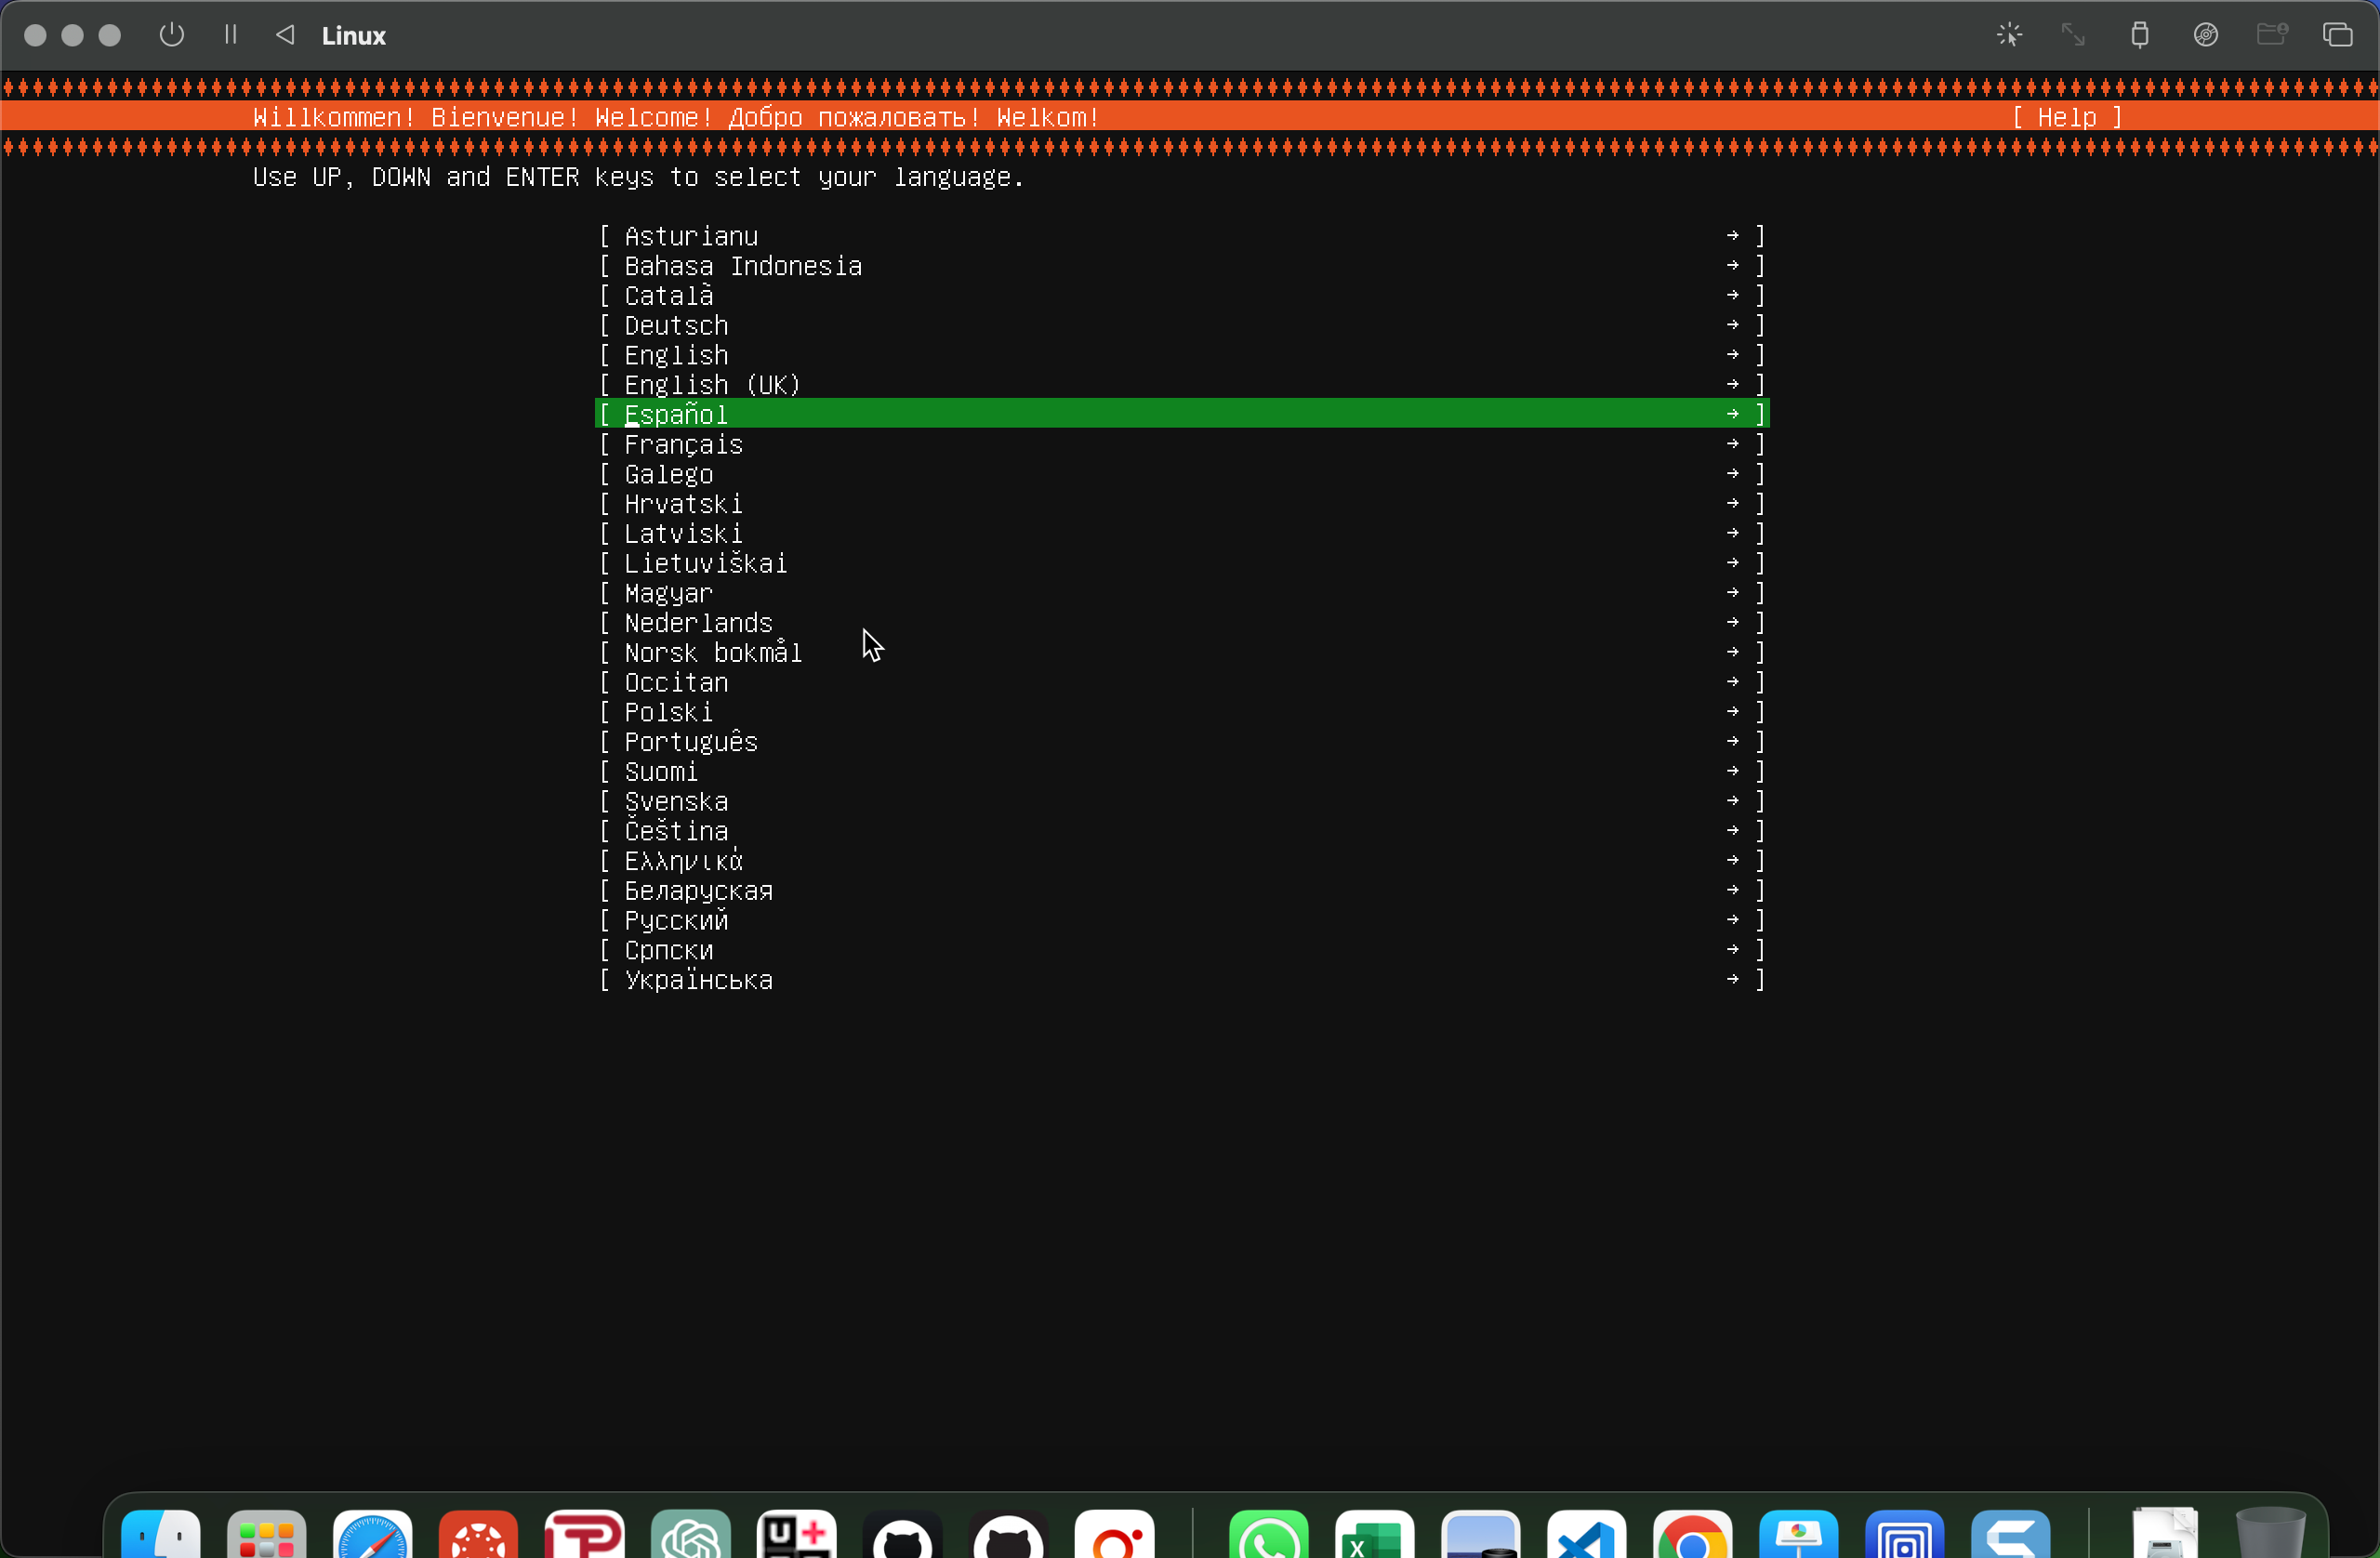 Linux
Willkommen! Bienvenue! Welcome! Добро пожаловать! Welkom! [ Help ]
Use UP, DOWN and ENTER keys to select your language.
[ Asturianu → ]
[ Bahasa Indonesia → ]
[ Català → ]
[ Deutsch → ]
[ English → ]
[ English (UK) → ]
[ Español → ]
[ Français → ]
[ Galego → ]
[ Hrvatski → ]
[ Latviski → ]
[ Lietuviškai → ]
[ Magyar → ]
[ Nederlands → ]
[ Norsk bokmål → ]
[ Occitan → ]
[ Polski → ]
[ Português → ]
[ Suomi → ]
[ Svenska → ]
[ Čeština → ]
[ Ελληνικά → ]
[ Беларуская → ]
[ Русский → ]
[ Српски → ]
[ Українська → ]